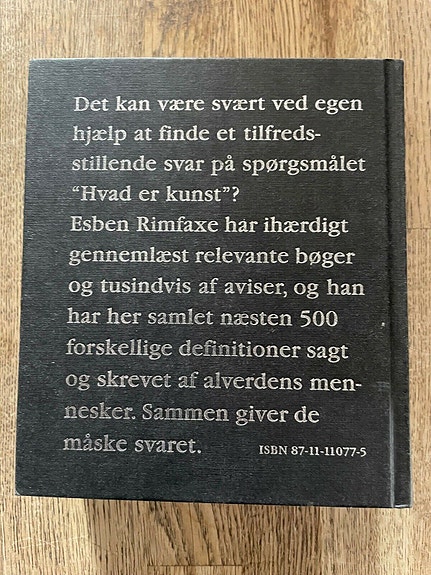 Det kan være svært ved egen
hjælp at finde et tilfreds-
stillende svar på spørgsmålet
“Hvad er kunst”?
Esben Rimfaxe har ihærdigt
gennemlæst relevante bøger
og tusindvis af aviser, og han
har her samlet næsten 500
forskellige definitioner sagt
og skrevet af alverdens men-
nesker. Sammen giver de
måske svaret.
ISBN 87-11-11077-5